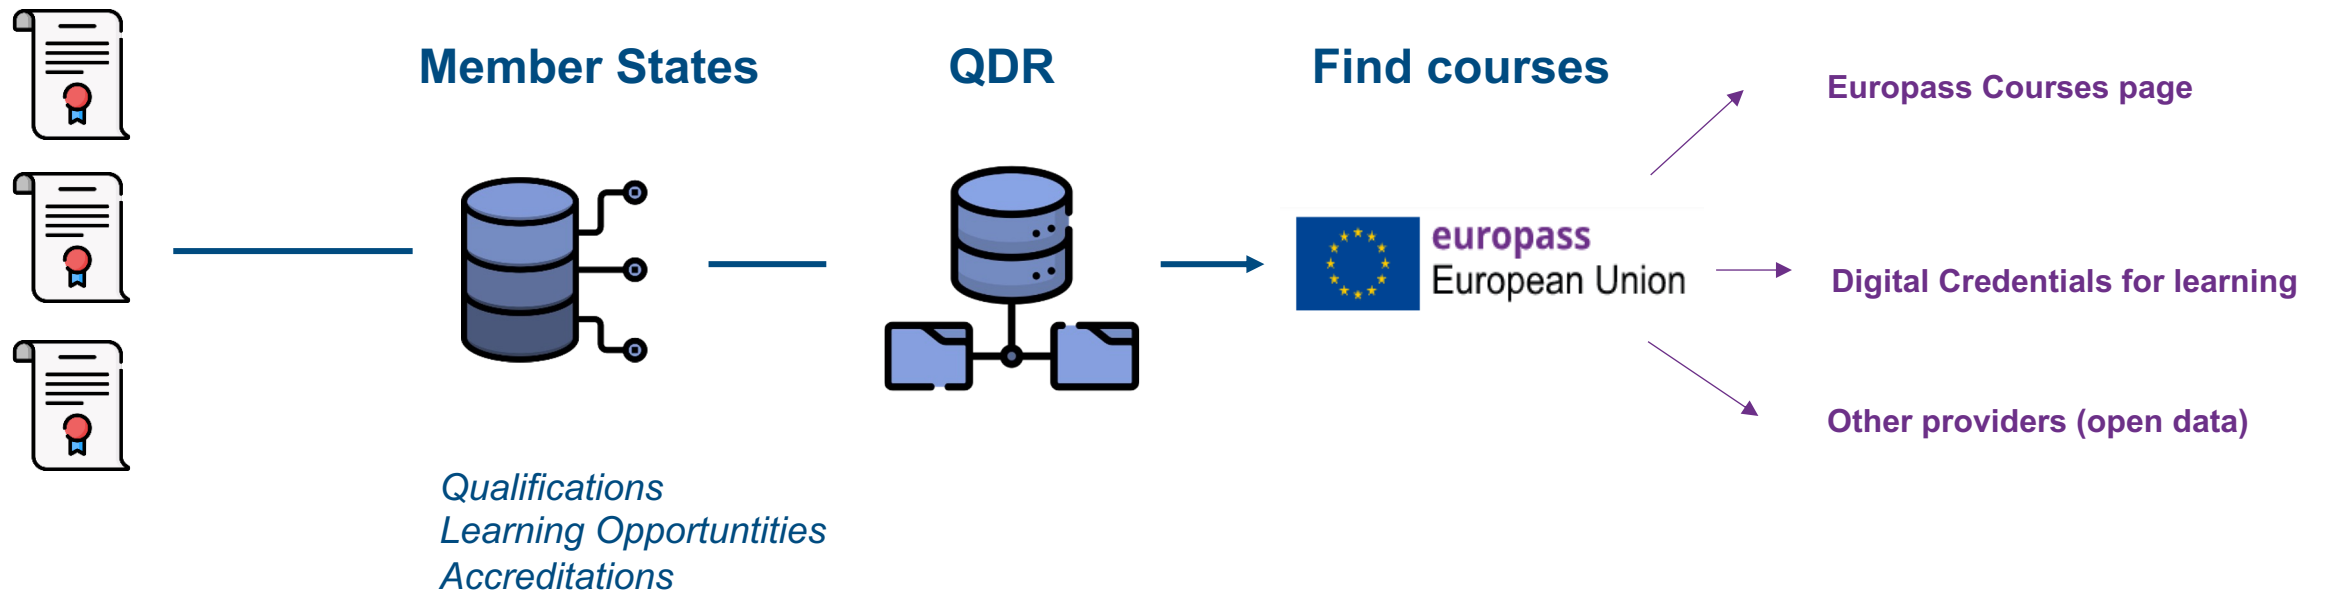 Member States
QDR
Find courses
Europass Courses page
europass
European Union
Digital Credentials for learning
Other providers (open data)
Qualifications
Learning Opportuntities
Accreditations